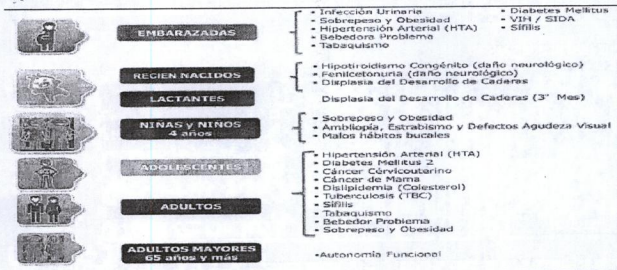 EMBARAZADAS
• Infección Urinaria
• Sobrepeso y Obesidad
• Hipertensión Arterial (HTA)
• Bebedora Problema
• Tabaquismo
• Diabetes Mellitus
• VIH / SIDA
• Sífilis
RECIEN NACIDOS
• Hipotiroidismo Congénito (daño neurológico)
• Fenilcetonuria (daño neurológico)
• Displasia del Desarrollo de Caderas
LACTANTES
Displasia del Desarrollo de Caderas (3° Mes)
NIÑAS y NIÑOS
4 años
• Sobrepeso y Obesidad
• Ambliopía, Estrabismo y Defectos Agudeza Visual
• Malos hábitos bucales
ADOLESCENTES
ADULTOS
• Hipertensión Arterial (HTA)
• Diabetes Mellitus 2
• Cáncer Cérvicouterino
• Cáncer de Mama
• Dislipidemia (Colesterol)
• Tuberculosis (TBC)
• Sífilis
• Tabaquismo
• Bebedor Problema
• Sobrepeso y Obesidad
ADULTOS MAYORES
65 años y más
•Autonomía Funcional